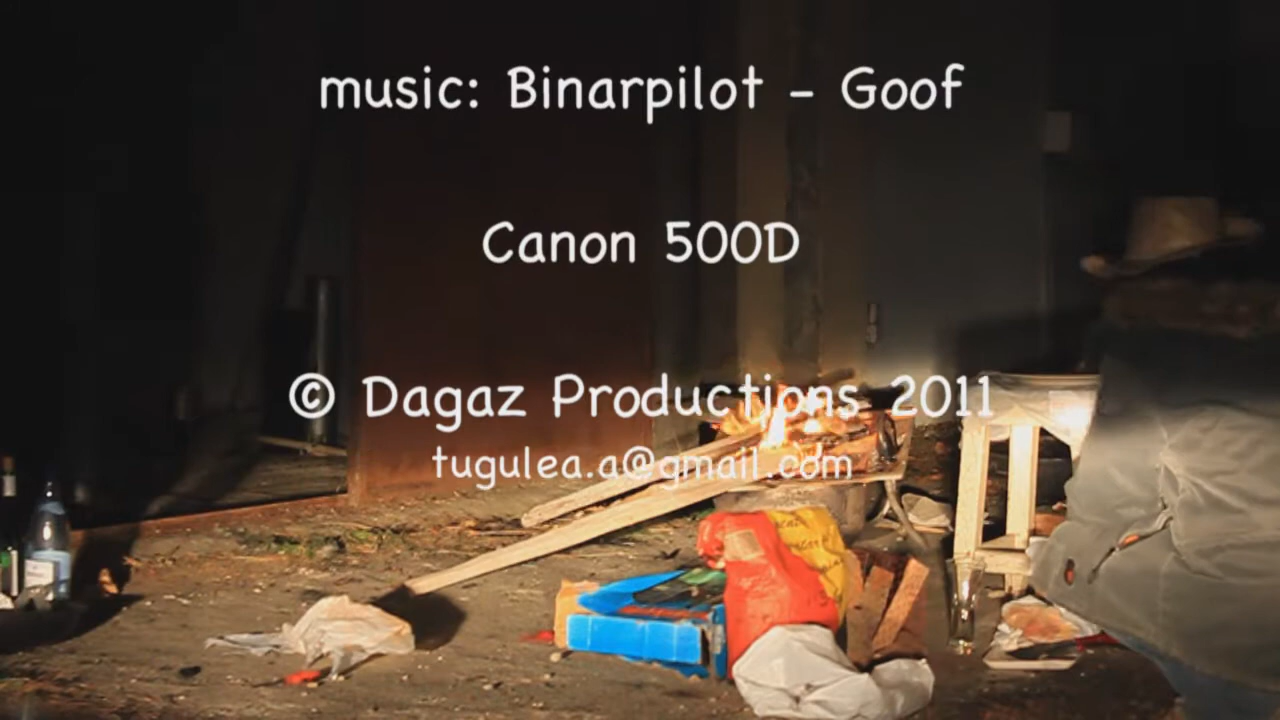 music: Binarpilot - Goof
Canon 500D
© Dagaz Productions 2011
tugulea.a@gmail.com